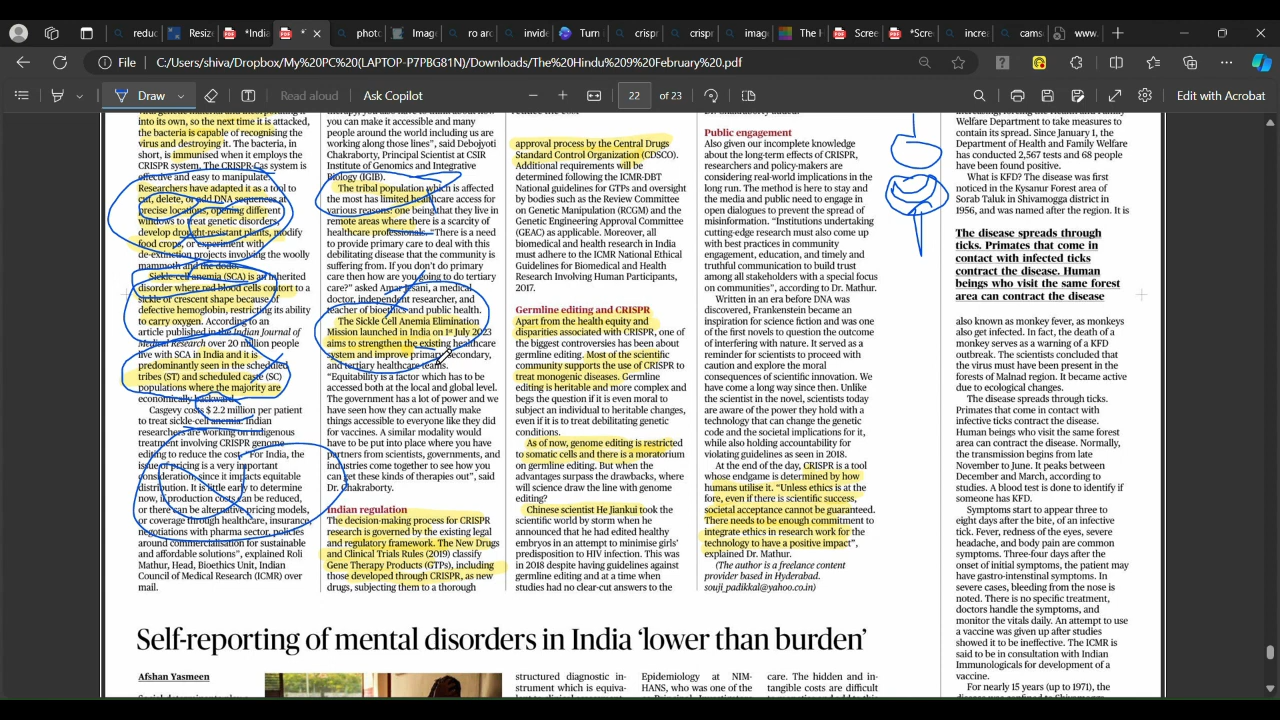 reduc
Resiz
*India
*
photo
Image
ro ard
invide
Turn
crispr
crispr
image
The H
Scree
*Scre
increa
cams
www.
File
C:/Users/shiva/Dropbox/My%20PC%20(LAPTOP-P7PBG81N)/Downloads/The%20Hindu%209%20February%20.pdf
Draw
Read aloud
Ask Copilot
22
of 23
Edit with Acrobat
into its own, so the next time it is attacked,
the bacteria is capable of recognising the
virus and destroying it. The bacteria, in
short, is immunised when it employs the
CRISPR system. The CRISPR-Cas system is
effective and easy to manipulate.
Researchers have adapted it as a tool to
cut, delete, or add DNA sequences at
precise locations, opening different
windows to treat genetic disorders,
develop drought-resistant plants, modify
food crops, or experiment with
de-extinction projects involving the woolly
mammoth and the dodo.
Sickle-cell anemia (SCA) is an inherited
disorder where red blood cells contort to a
sickle or crescent shape because of
defective hemoglobin, restricting its ability
to carry oxygen. According to an
article published in the Indian Journal of
Medical Research over 20 million people
live with SCA in India and it is
predominantly seen in the scheduled
tribes (ST) and scheduled caste (SC)
populations where the majority are
economically backward.
Casgevy costs $ 2.2 million per patient
to treat sickle-cell anemia. Indian
researchers are working on indigenous
treatment involving CRISPR genome
editing to reduce the cost. “For India, the
issue of pricing is a very important
consideration, since it impacts equitable
distribution. It is little early to determine
now, if production costs can be reduced,
or there can be alternative pricing models,
or coverage through healthcare, insurance,
negotiations with pharma sector, policies
around commercialisation for sustainable
and affordable solutions”, explained Roli
Mathur, Head, Bioethics Unit, Indian
Council of Medical Research (ICMR) over
mail.
you can make it accessible and many
people around the world including us are
working along those lines”, said Debojyoti
Chakraborty, Principal Scientist at CSIR
Institute of Genomics and Integrative
Biology (IGIB).
The tribal population which is affected
the most has limited healthcare access for
various reasons: one being that they live in
remote areas where there is a scarcity of
healthcare professionals. “There is a need
to provide primary care to deal with this
debilitating disease that the community is
suffering from. If you don't do primary
care then how are you going to do tertiary
care?” asked Amar Jesani, a medical
doctor, independent researcher, and
teacher of bioethics and public health.
The Sickle Cell Anemia Elimination
Mission launched in India on 1st July 2023
aims to strengthen the existing healthcare
system and improve primary, secondary,
and tertiary healthcare teams.
“Equitability is a factor which has to be
accessed both at the local and global level.
The government has a lot of power and we
have seen how they can actually make
things accessible to everyone like they did
for vaccines. A similar modality would
have to be put into place where you have
partners from scientists, governments, and
industries come together to see how you
can get these kinds of therapies out”, said
Dr. Chakraborty.
Indian regulation
The decision-making process for CRISPR
research is governed by the existing legal
and regulatory framework. The New Drugs
and Clinical Trials Rules (2019) classify
Gene Therapy Products (GTPs), including
those developed through CRISPR, as new
drugs, subjecting them to a thorough
approval process by the Central Drugs
Standard Control Organization (CDSCO).
Additional requirements will be
determined following the ICMR-DBT
National guidelines for GTPs and oversight
by bodies such as the Review Committee
on Genetic Manipulation (RCGM) and the
Genetic Engineering Approval Committee
(GEAC) as applicable. Moreover, all
biomedical and health research in India
must adhere to the ICMR National Ethical
Guidelines for Biomedical and Health
Research Involving Human Participants,
2017.
Germline editing and CRISPR
Apart from the health equity and
disparities associated with CRISPR, one of
the biggest controversies has been about
germline editing. Most of the scientific
community supports the use of CRISPR to
treat monogenic diseases. Germline
editing is heritable and more complex and
begs the question if it is even moral to
subject an individual to heritable changes,
even if it is to treat debilitating genetic
conditions.
As of now, genome editing is restricted
to somatic cells and there is a moratorium
on germline editing. But when the
advantages surpass the drawbacks, where
will science draw the line with genome
editing?
Chinese scientist He Jiankui took the
scientific world by storm when he
announced that he had edited healthy
embryos in an attempt to minimise girls'
predisposition to HIV infection. This was
in 2018 despite having guidelines against
germline editing and at a time when
studies had no clear-cut answers to the
Public engagement
Also given our incomplete knowledge
about the long-term effects of CRISPR,
researchers and policy-makers are
considering real-world implications in the
long run. The method is here to stay and
the media and public need to engage in
open dialogues to prevent the spread of
misinformation. “Institutions undertaking
cutting-edge research must also come up
with best practices in community
engagement, education, and timely and
truthful communication to build trust
among all stakeholders with a special focus
on communities”, according to Dr. Mathur.
Written in an era before DNA was
discovered, Frankenstein became an
inspiration for science fiction and was one
of the first novels to question the outcome
of interfering with nature. It served as a
reminder for scientists to proceed with
caution and explore the moral
consequences of scientific innovation. We
have come a long way since then. Unlike
the scientist in the novel, scientists today
are aware of the power they hold with a
technology that can change the genetic
code and the societal implications for it,
while also holding accountability for
violating guidelines as seen in 2018.
At the end of the day, CRISPR is a tool
whose endgame is determined by how
humans utilise it. “Unless ethics is at the
fore, even if there is scientific success,
societal acceptance cannot be guaranteed.
There needs to be enough commitment to
integrate ethics in research work for the
technology to have a positive impact”,
explained Dr. Mathur.
(The author is a freelance content
provider based in Hyderabad.
souji_padikkal@yahoo.co.in)
Welfare Department to take measures to
contain its spread. Since January 1, the
Department of Health and Family Welfare
has conducted 2,567 tests and 68 people
have been found positive.
What is KFD? The disease was first
noticed in the Kysanur Forest area of
Sorab Taluk in Shivamogga district in
1956, and was named after the region. It is
The disease spreads through
ticks. Primates that come in
contact with infected ticks
contract the disease. Human
beings who visit the same forest
area can contract the disease
also known as monkey fever, as monkeys
also get infected. In fact, the death of a
monkey serves as a warning of a KFD
outbreak. The scientists concluded that
the virus must have been present in the
forests of Malnad region. It became active
due to ecological changes.
The disease spreads through ticks.
Primates that come in contact with
infective ticks contract the disease.
Human beings who visit the same forest
area can contract the disease. Normally,
the transmission begins from late
November to June. It peaks between
December and March, according to
studies. A blood test is done to identify if
someone has KFD.
Symptoms start to appear three to
eight days after the bite, of an infective
tick. Fever, redness of the eyes, severe
headache, and body pain are common
symptoms. Three-four days after the
onset of initial symptoms, the patient may
have gastro-intenstinal symptoms. In
severe cases, bleeding from the nose is
noted. There is no specific treatment,
doctors handle the symptoms, and
monitor the vitals daily. An attempt to use
a vaccine was given up after studies
showed it to be ineffective. The ICMR is
said to be in consultation with Indian
Immunologicals for development of a
vaccine.
For nearly 15 years (up to 1971), the
Self-reporting of mental disorders in India ‘lower than burden’
Afshan Yasmeen
structured diagnostic in-
strument which is equiva-
Epidemiology at NIM-
HANS, who was one of the
care. The hidden and in-
tangible costs are difficult